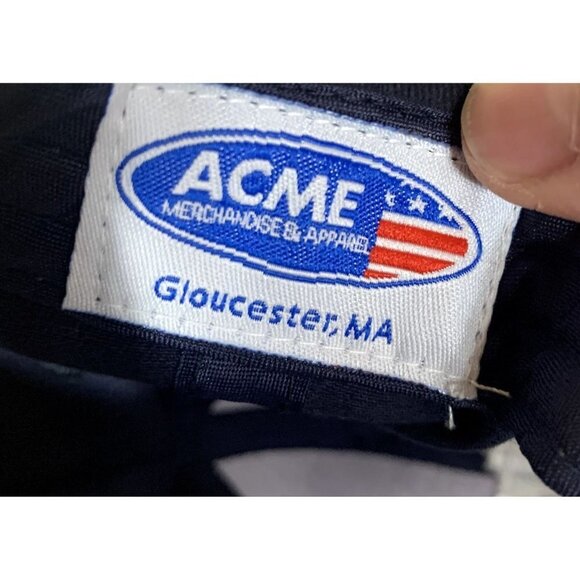 ACME
MERCHANDISE & APPAREL
Gloucester, MA